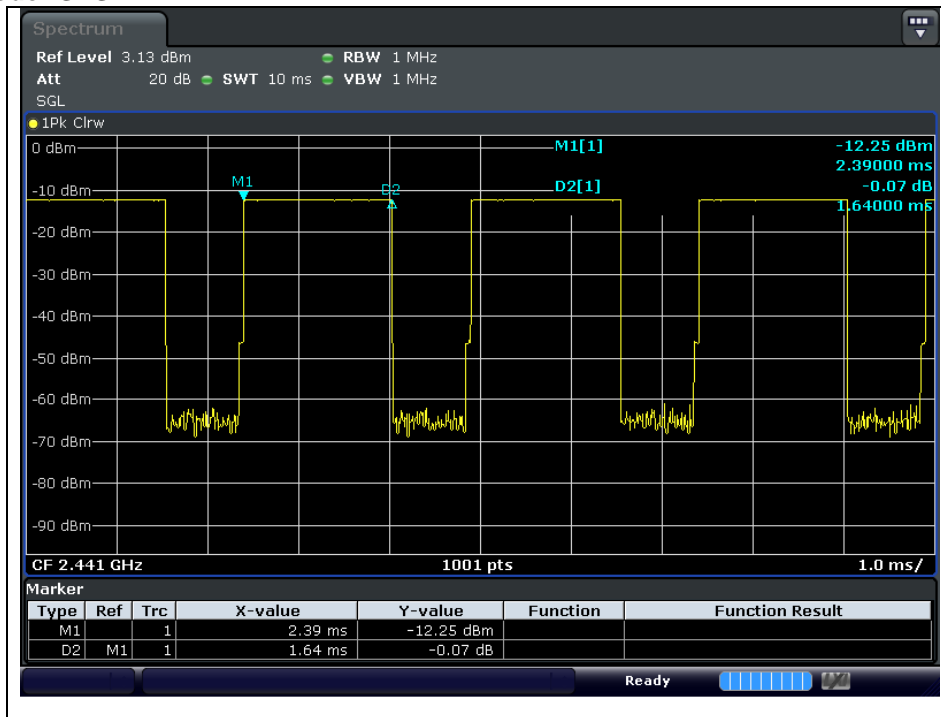 Spectrum
Ref Level 3.13 dBm RBW 1 MHz
Att 20 dB SWT 10 ms VBW 1 MHz
SGL
1Pk Clrw
M1[1] -12.25 dBm
2.39000 ms
D2[1] -0.07 dB
1.64000 ms
0 dBm
M1
D2
-10 dBm
-20 dBm
-30 dBm
-40 dBm
-50 dBm
-60 dBm
-70 dBm
-80 dBm
-90 dBm
CF 2.441 GHz 1001 pts 1.0 ms/
Marker
Type Ref Trc X-value Y-value Function Function Result
M1 1 2.39 ms -12.25 dBm
D2 M1 1 1.64 ms -0.07 dB
Ready